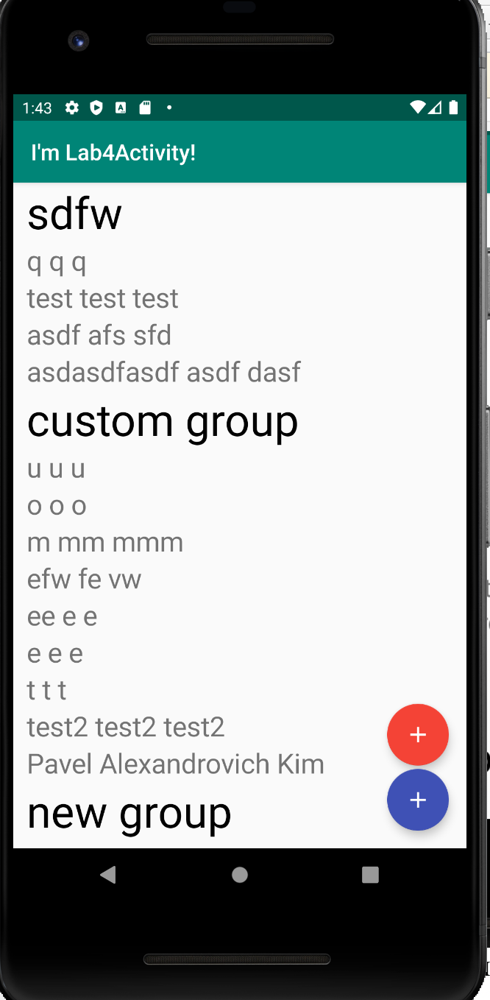 1:43
I'm Lab4Activity!
sdfw
q q q
test test test
asdf afs sfd
asdasdfasdf asdf dasf
custom group
u u u
o o o
m mm mmm
efw fe vw
ee e e
e e e
t t t
test2 test2 test2
Pavel Alexandrovich Kim
new group